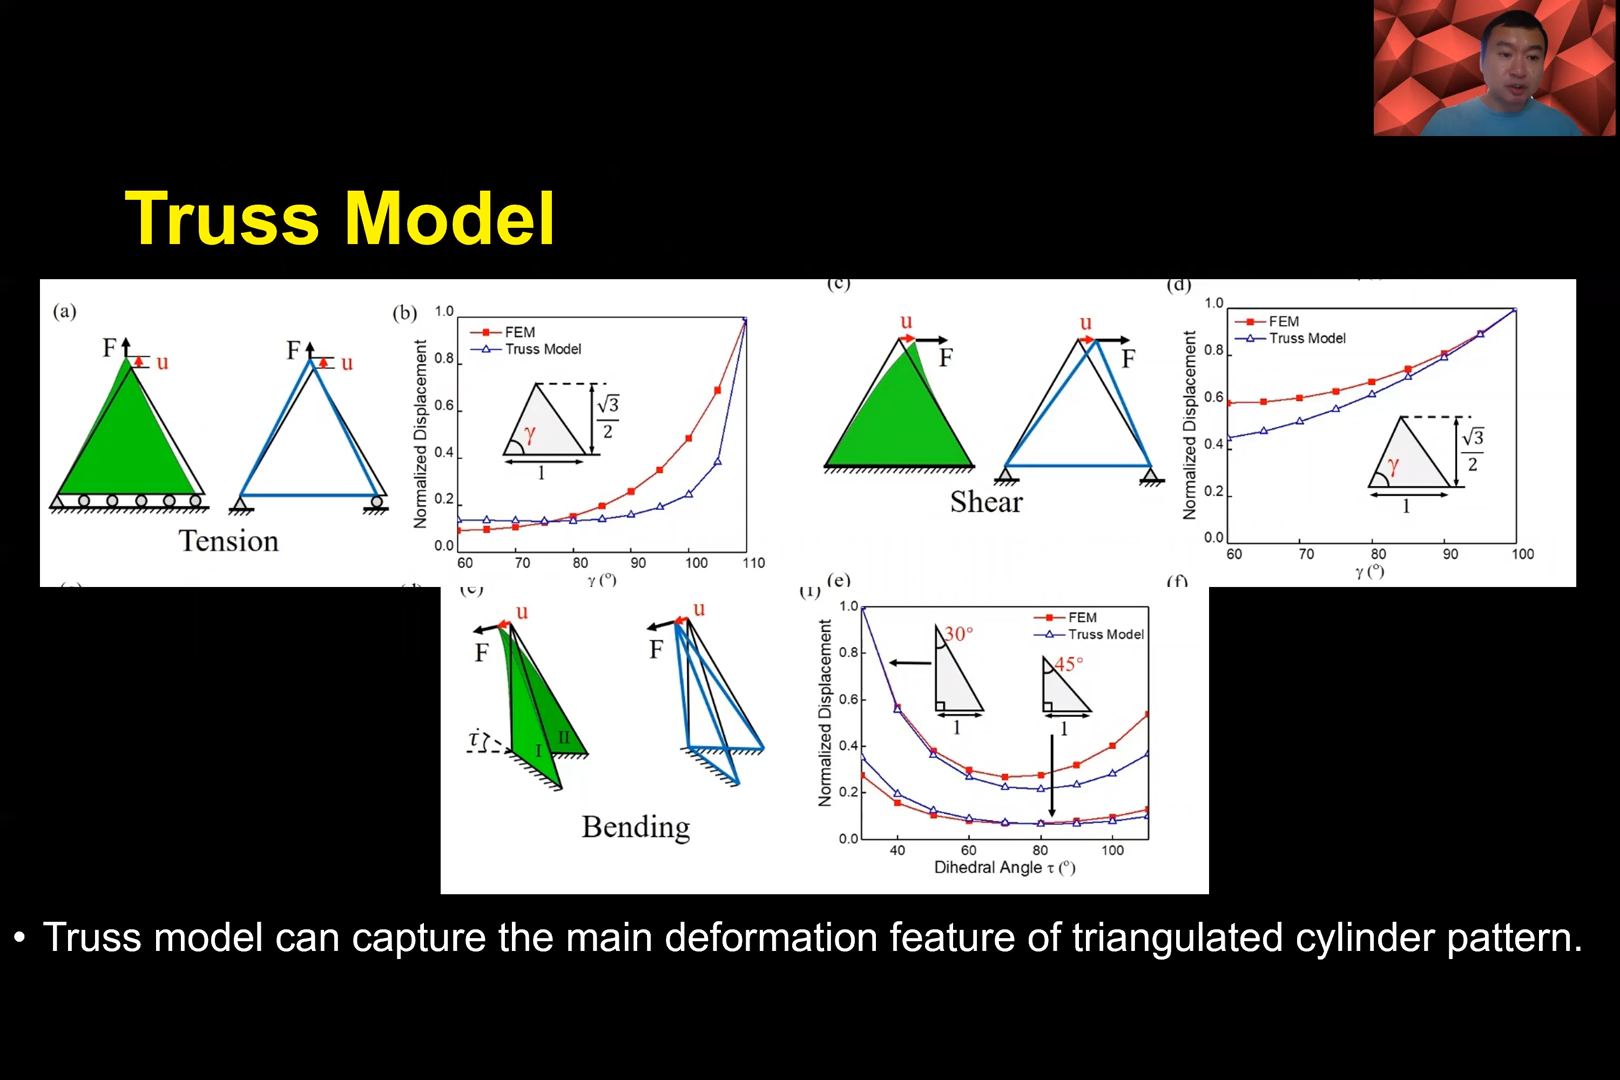 Truss Model
(a)
F
u
F
u
Tension
(b)
1.0
0.8
0.6
0.4
0.2
0.0
Normalized Displacement
FEM
Truss Model
γ
√3
2
1
60 70 80 90 100 110
γ (°)
(c)
u
F
u
F
Shear
(d)
1.0
0.8
0.6
0.4
0.2
0.0
Normalized Displacement
FEM
Truss Model
γ
√3
2
1
60 70 80 90 100
γ (°)
(e)
(f)
u
F
τ
I
II
u
F
Bending
1.0
0.8
0.6
0.4
0.2
0.0
Normalized Displacement
FEM
Truss Model
30°
1
45°
1
40 60 80 100
Dihedral Angle τ (°)
• Truss model can capture the main deformation feature of triangulated cylinder pattern.